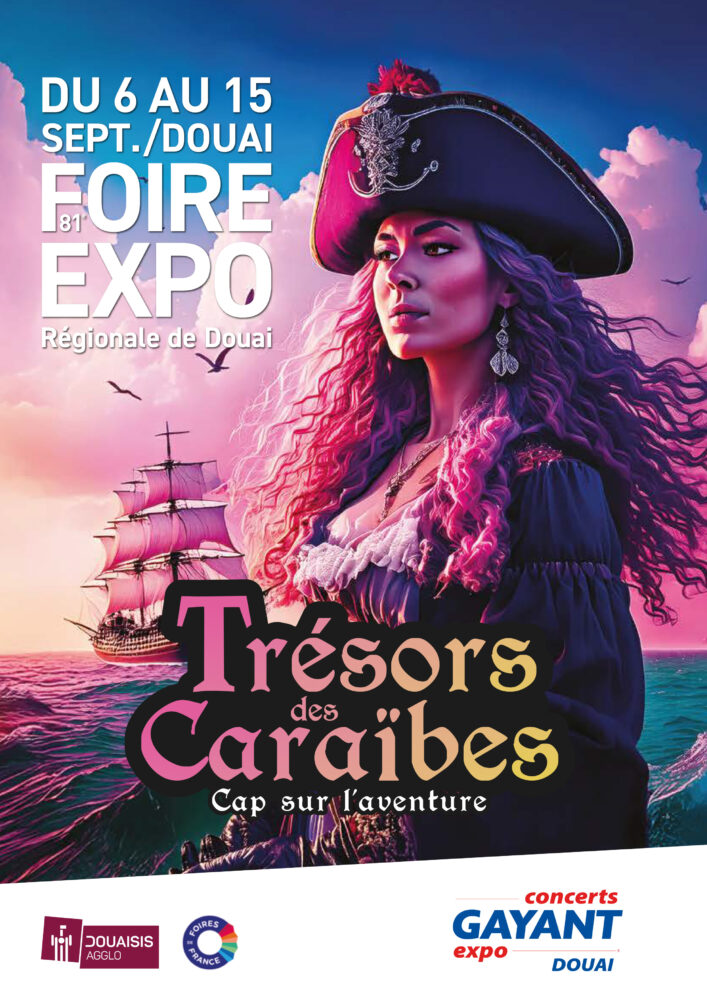 DU 6 AU 15
SEPT./DOUAI
FOIRE
81
EXPO
Régionale de Douai
Trésors
des
Caraïbes
Cap sur l'aventure
DOUAISIS
AGGLO
FOIRES
DE
FRANCE
concerts
GAYANT
expo
DOUAI